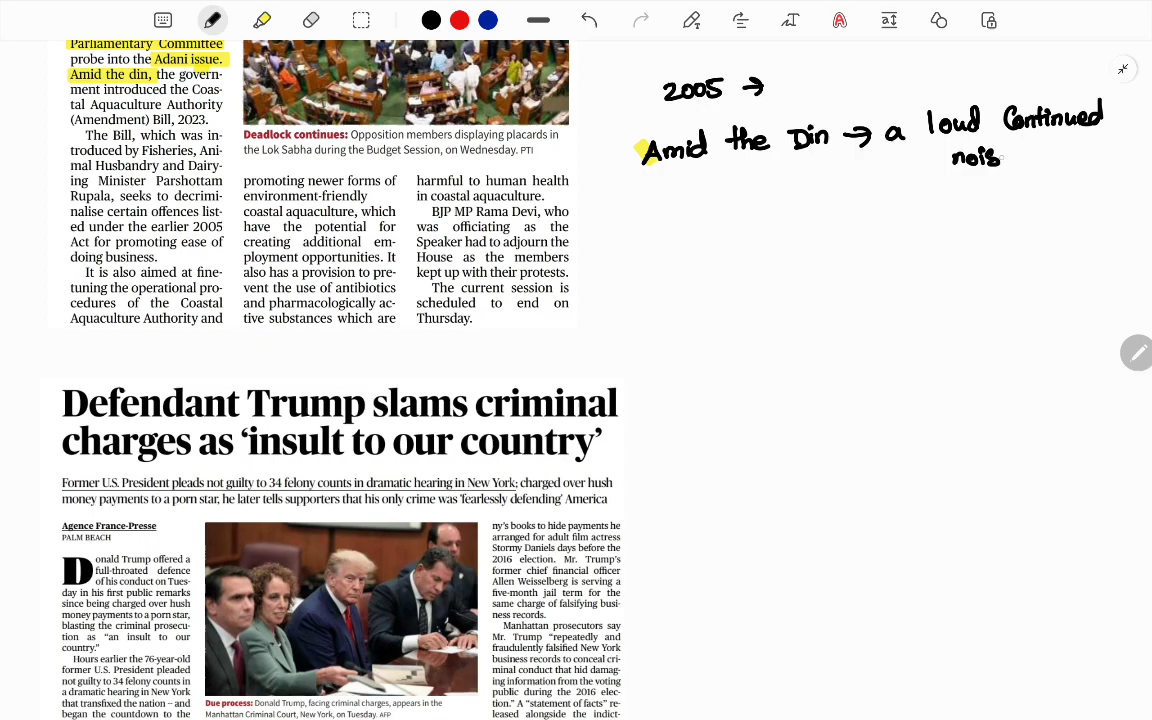 Parliamentary Committee
probe into the Adani issue.
Amid the din, the govern-
ment introduced the Coas-
tal Aquaculture Authority
(Amendment) Bill, 2023.
The Bill, which was in-
troduced by Fisheries, Ani-
mal Husbandry and Dairy-
ing Minister Parshottam
Rupala, seeks to decrimi-
nalise certain offences list-
ed under the earlier 2005
Act for promoting ease of
doing business.
It is also aimed at fine-
tuning the operational pro-
cedures of the Coastal
Aquaculture Authority and
Deadlock continues: Opposition members displaying placards in
the Lok Sabha during the Budget Session, on Wednesday. PTI
promoting newer forms of
environment-friendly
coastal aquaculture, which
have the potential for
creating additional em-
ployment opportunities. It
also has a provision to pre-
vent the use of antibiotics
and pharmacologically ac-
tive substances which are
harmful to human health
in coastal aquaculture.
BJP MP Rama Devi, who
was officiating as the
Speaker had to adjourn the
House as the members
kept up with their protests.
The current session is
scheduled to end on
Thursday.
2005 →
Amid the Din → a loud Continued
nois
Defendant Trump slams criminal
charges as ‘insult to our country’
Former U.S. President pleads not guilty to 34 felony counts in dramatic hearing in New York; charged over hush
money payments to a porn star, he later tells supporters that his only crime was ‘fearlessly defending’ America
Agence France-Presse
PALM BEACH
Donald Trump offered a
full-throated defence
of his conduct on Tues-
day in his first public remarks
since being charged over hush
money payments to a porn star,
blasting the criminal prosecu-
tion as “an insult to our
country.”
Hours earlier the 76-year-old
former U.S. President pleaded
not guilty to 34 felony counts in
a dramatic hearing in New York
that transfixed the nation – and
began the countdown to the
Due process: Donald Trump, facing criminal charges, appears in the
Manhattan Criminal Court, New York, on Tuesday. AFP
ny’s books to hide payments he
arranged for adult film actress
Stormy Daniels days before the
2016 election. Mr. Trump’s
former chief financial officer
Allen Weisselberg is serving a
five-month jail term for the
same charge of falsifying busi-
ness records.
Manhattan prosecutors say
Mr. Trump “repeatedly and
fraudulently falsified New York
business records to conceal cri-
minal conduct that hid damag-
ing information from the voting
public during the 2016 elec-
tion.” A “statement of facts” re-
leased alongside the indict-